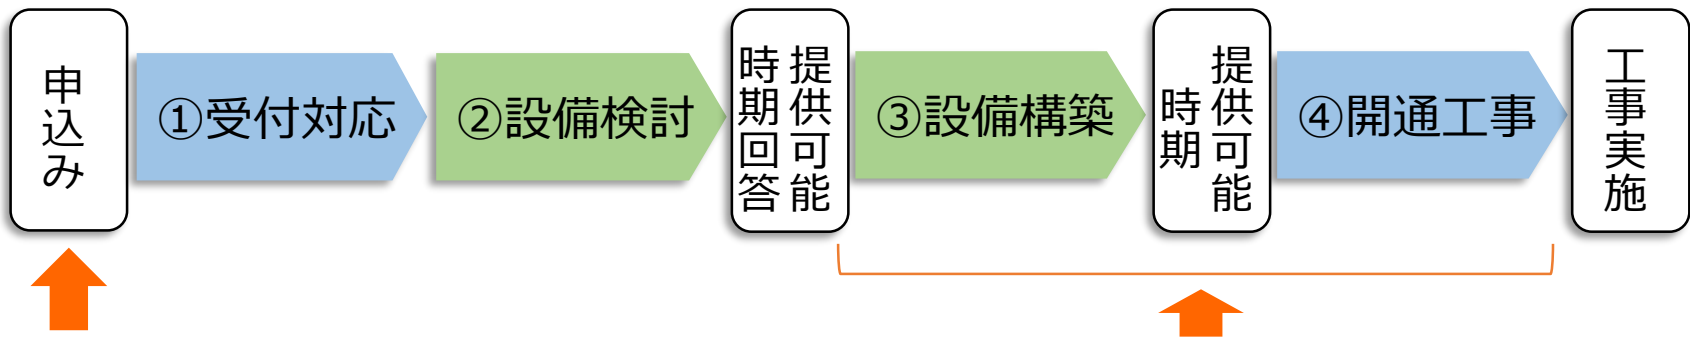 申込み
①受付対応
②設備検討
提供可能
時期回答
③設備構築
提供可能
時期
④開通工事
工事実施